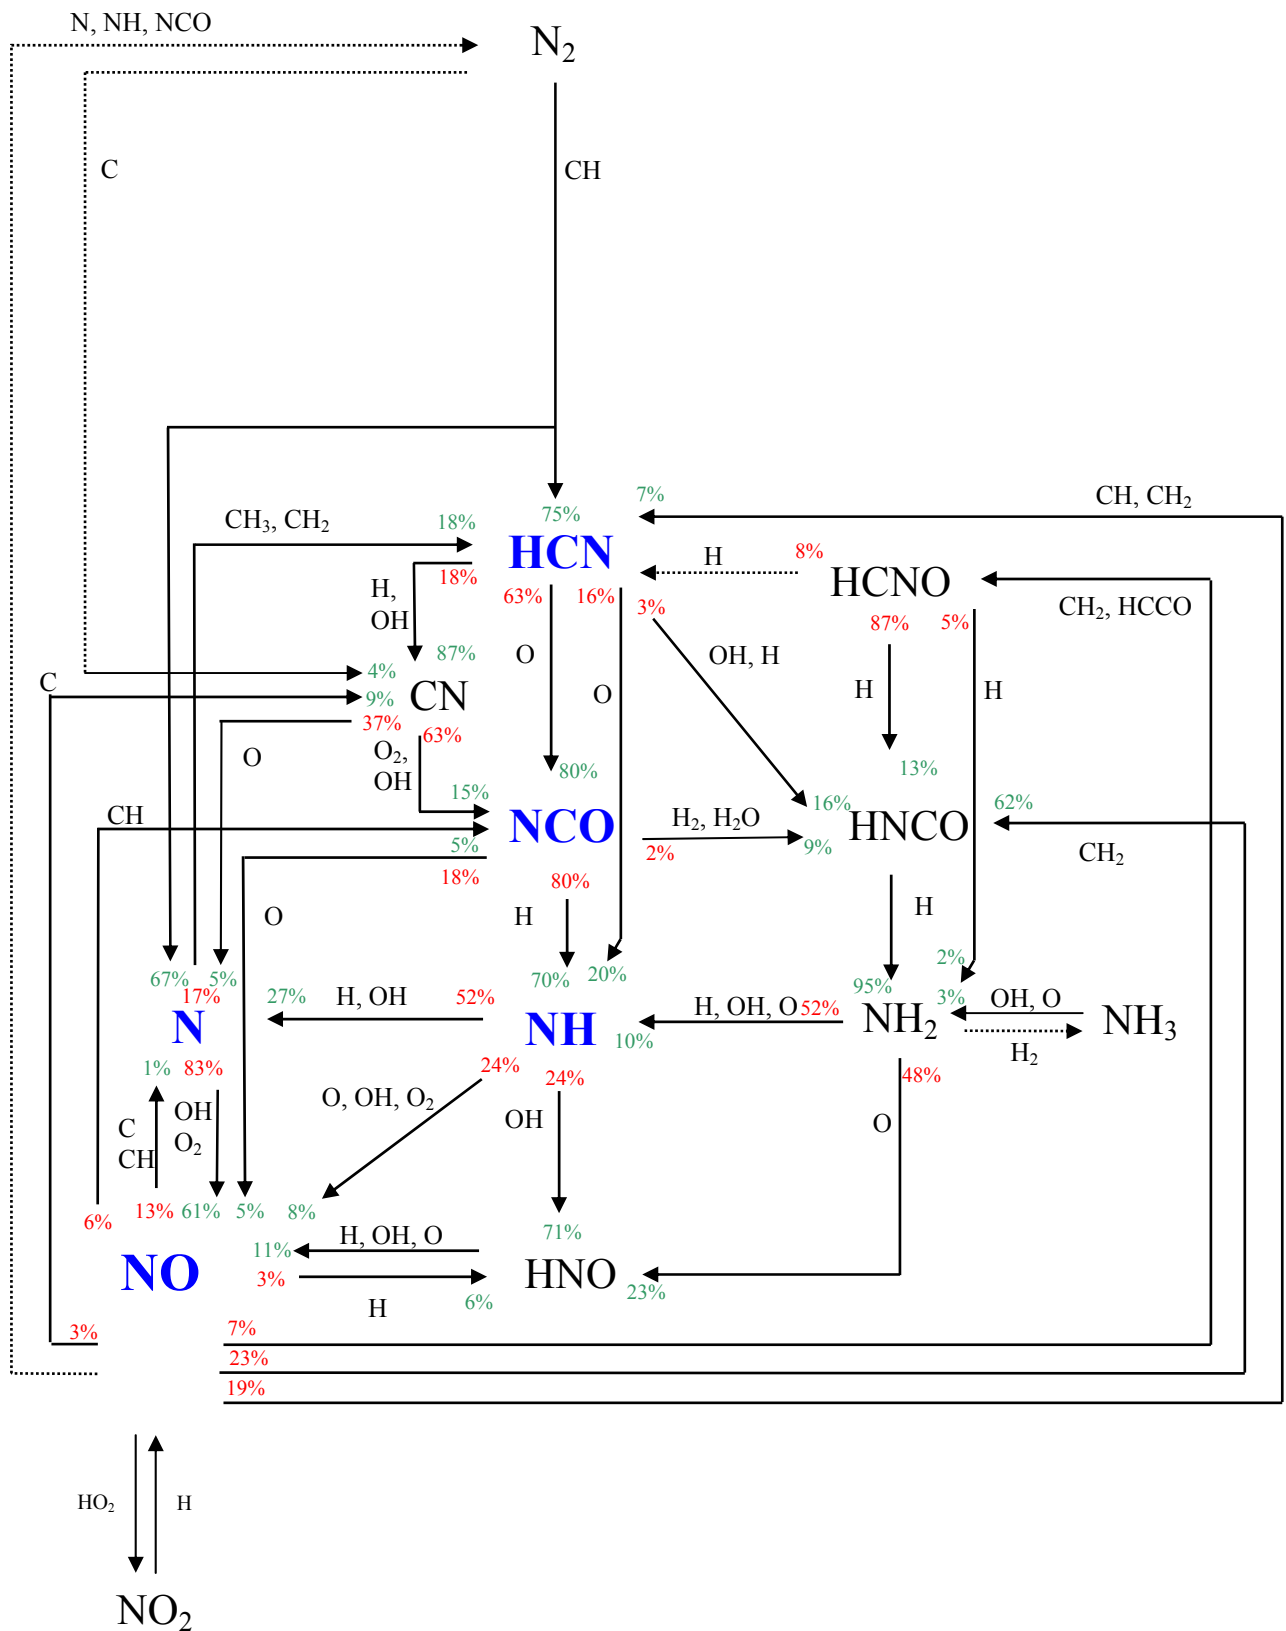 N, NH, NCO
N₂
C
CH
7%
CH, CH₂
CH₃, CH₂
18%
75%
HCN
H
8%
HCNO
18%
63%
16%
3%
CH₂, HCCO
H,
OH
87%
5%
87%
O
OH, H
4%
C
9%
CN
O
H
H
37%
63%
O
O₂,
OH
80%
13%
15%
16%
62%
CH
NCO
H₂, H₂O
HNCO
5%
2%
9%
CH₂
18%
80%
O
H
H
67%
5%
70%
20%
2%
95%
3%
17%
27%
H, OH
52%
H, OH, O
52%
OH, O
N
NH
10%
NH₂
NH₃
H₂
1%
83%
24%
24%
48%
O, OH, O₂
OH
O
C
CH
OH
O₂
6%
13%
61%
5%
8%
71%
H, OH, O
11%
NO
3%
HNO
H
6%
23%
3%
7%
23%
19%
HO₂
H
NO₂